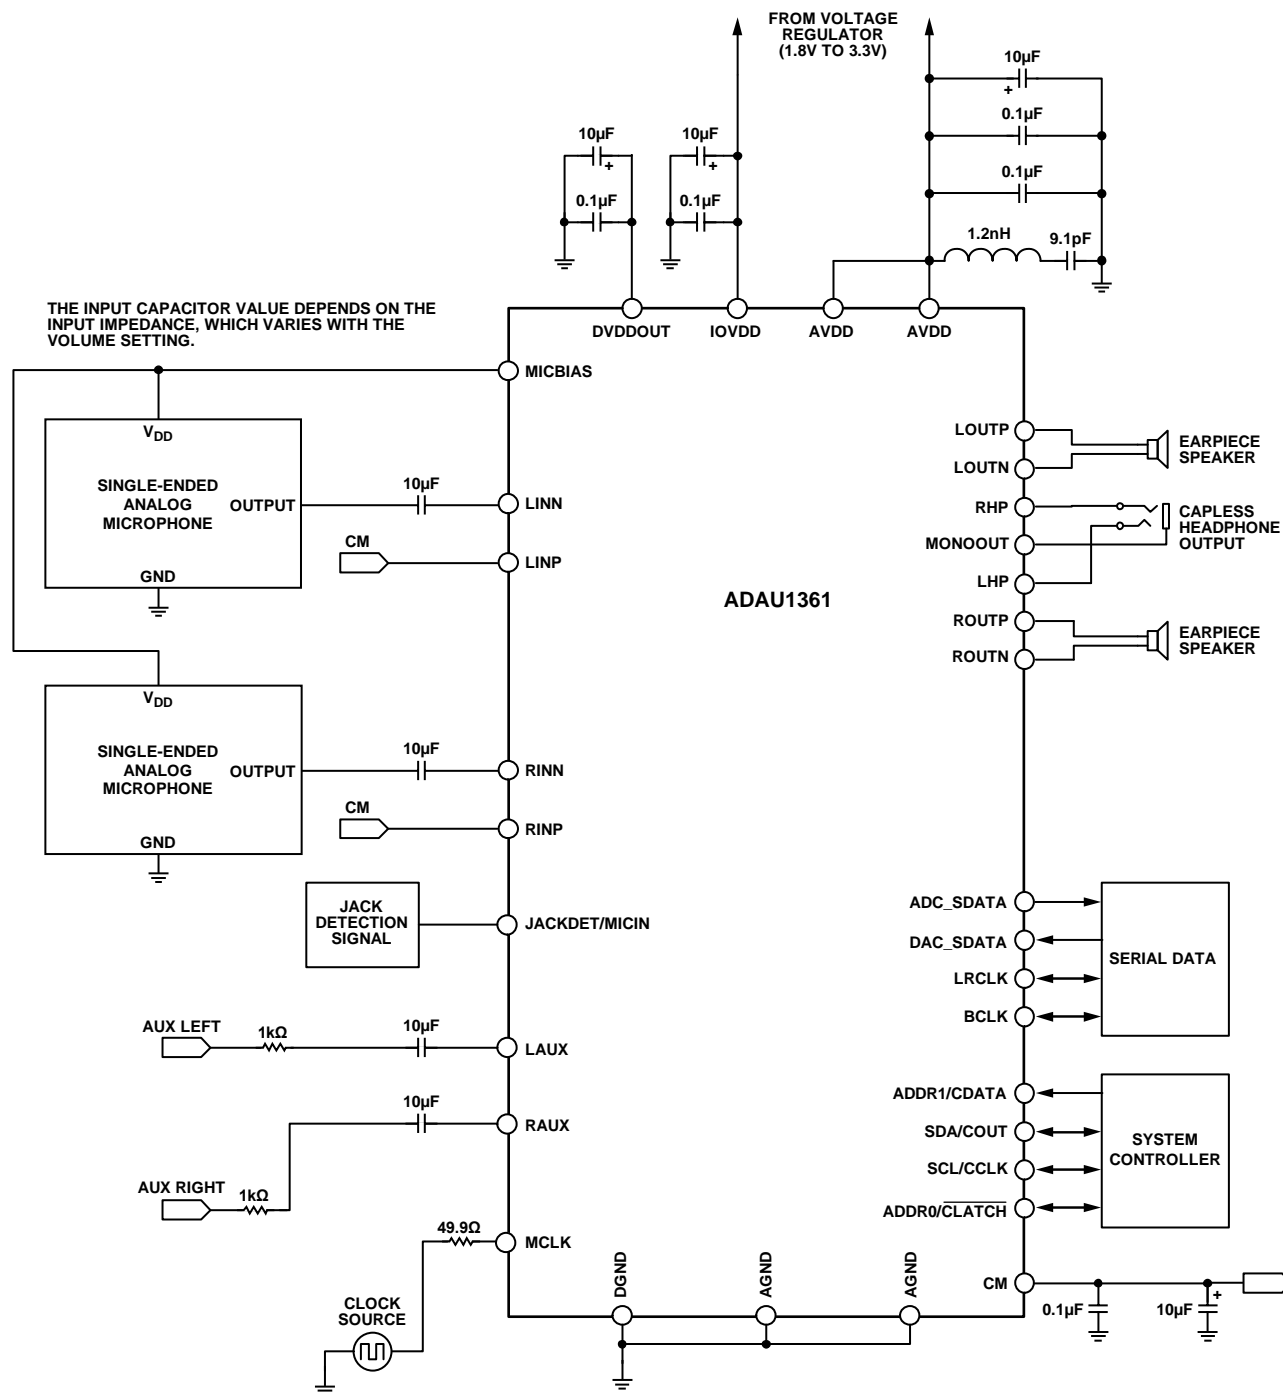 FROM VOLTAGE
REGULATOR
(1.8V TO 3.3V)
10µF
+
0.1µF
10µF
+
10µF
+
0.1µF
0.1µF
0.1µF
1.2nH
9.1pF
THE INPUT CAPACITOR VALUE DEPENDS ON THE
INPUT IMPEDANCE, WHICH VARIES WITH THE
VOLUME SETTING.
DVDDOUT
IOVDD
AVDD
AVDD
MICBIAS
VDD
SINGLE-ENDED
ANALOG
MICROPHONE
OUTPUT
GND
10µF
LINN
CM
LINP
ADAU1361
LOUTP
LOUTN
EARPIECE
SPEAKER
RHP
MONOOUT
LHP
CAPLESS
HEADPHONE
OUTPUT
ROUTP
ROUTN
EARPIECE
SPEAKER
VDD
SINGLE-ENDED
ANALOG
MICROPHONE
OUTPUT
GND
10µF
RINN
CM
RINP
JACK
DETECTION
SIGNAL
JACKDET/MICIN
ADC_SDATA
DAC_SDATA
LRCLK
BCLK
SERIAL DATA
AUX LEFT
1kΩ
10µF
LAUX
10µF
RAUX
AUX RIGHT
1kΩ
ADDR1/CDATA
SDA/COUT
SCL/CCLK
ADDR0/CLATCH
SYSTEM
CONTROLLER
49.9Ω
MCLK
CLOCK
SOURCE
DGND
AGND
AGND
CM
0.1µF
10µF
+